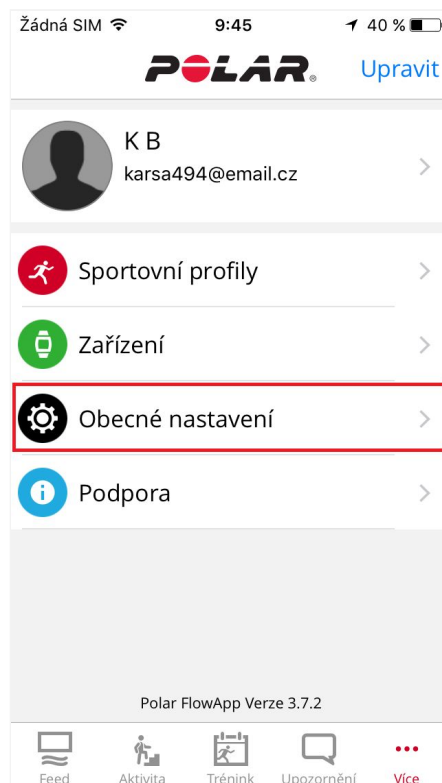 Žádná SIM 9:45 40 %
POLAR® Upravit
K B
karsa494@email.cz
Sportovní profily
Zařízení
Obecné nastavení
Podpora
Polar FlowApp Verze 3.7.2
Feed Aktivita Trénink Upozornění Více